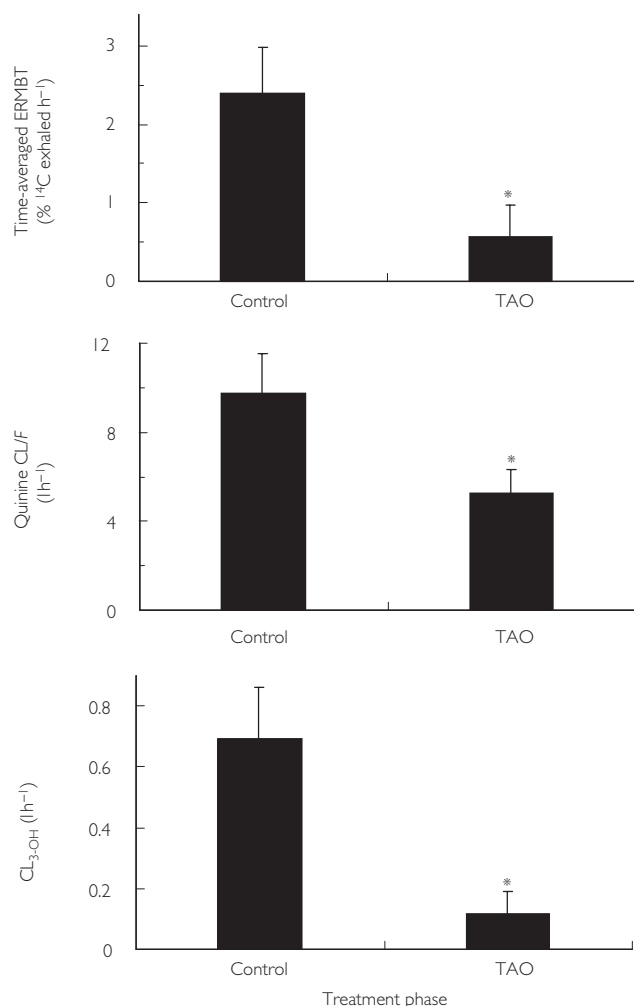 Time-averaged ERMBT
(% ¹⁴C exhaled h⁻¹)
3
2
1
0
*
Control
TAO
Quinine CL/F
(l h⁻¹)
12
8
4
0
*
Control
TAO
CL₃₋OH (l h⁻¹)
0.8
0.6
0.4
0.2
0
*
Control
TAO
Treatment phase